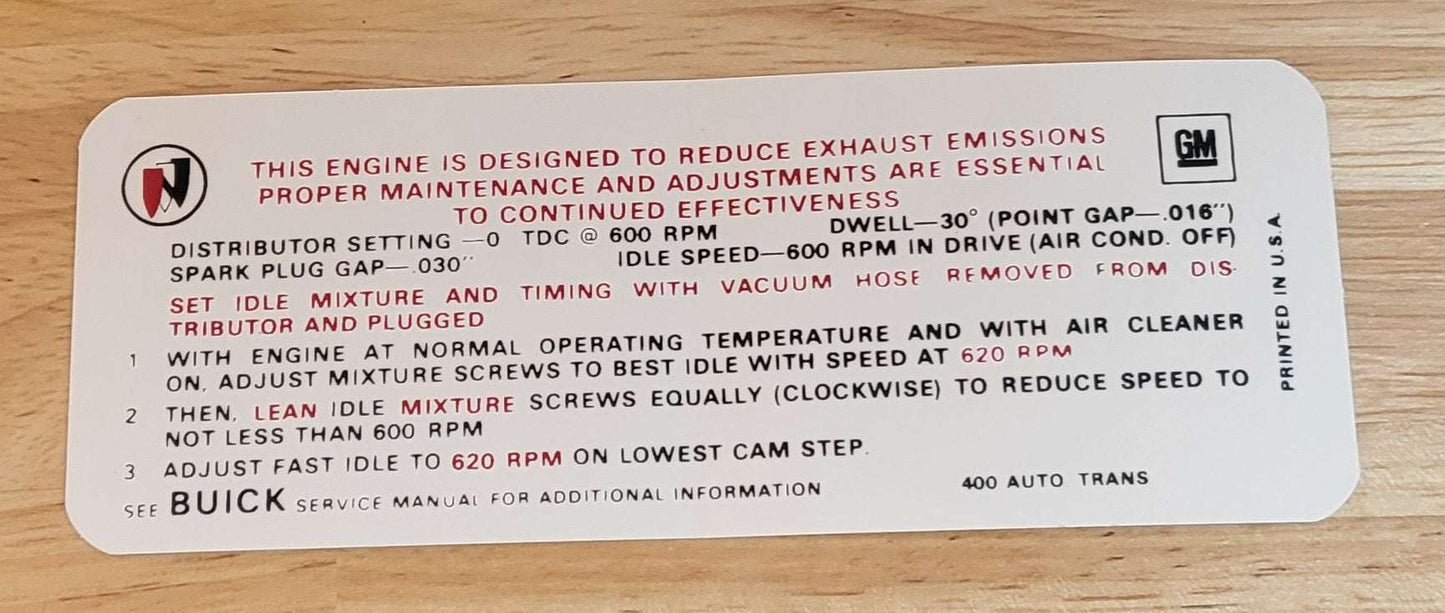 GM
THIS ENGINE IS DESIGNED TO REDUCE EXHAUST EMISSIONS
PROPER MAINTENANCE AND ADJUSTMENTS ARE ESSENTIAL
TO CONTINUED EFFECTIVENESS
DISTRIBUTOR SETTING —0 TDC @ 600 RPM DWELL—30° (POINT GAP—.016″)
SPARK PLUG GAP—.030″ IDLE SPEED—600 RPM IN DRIVE (AIR COND. OFF)
SET IDLE MIXTURE AND TIMING WITH VACUUM HOSE REMOVED FROM DIS-
TRIBUTOR AND PLUGGED
1 WITH ENGINE AT NORMAL OPERATING TEMPERATURE AND WITH AIR CLEANER
ON, ADJUST MIXTURE SCREWS TO BEST IDLE WITH SPEED AT 620 RPM
2 THEN, LEAN IDLE MIXTURE SCREWS EQUALLY (CLOCKWISE) TO REDUCE SPEED TO
NOT LESS THAN 600 RPM
3 ADJUST FAST IDLE TO 620 RPM ON LOWEST CAM STEP.
SEE BUICK SERVICE MANUAL FOR ADDITIONAL INFORMATION 400 AUTO TRANS
PRINTED IN U.S.A.